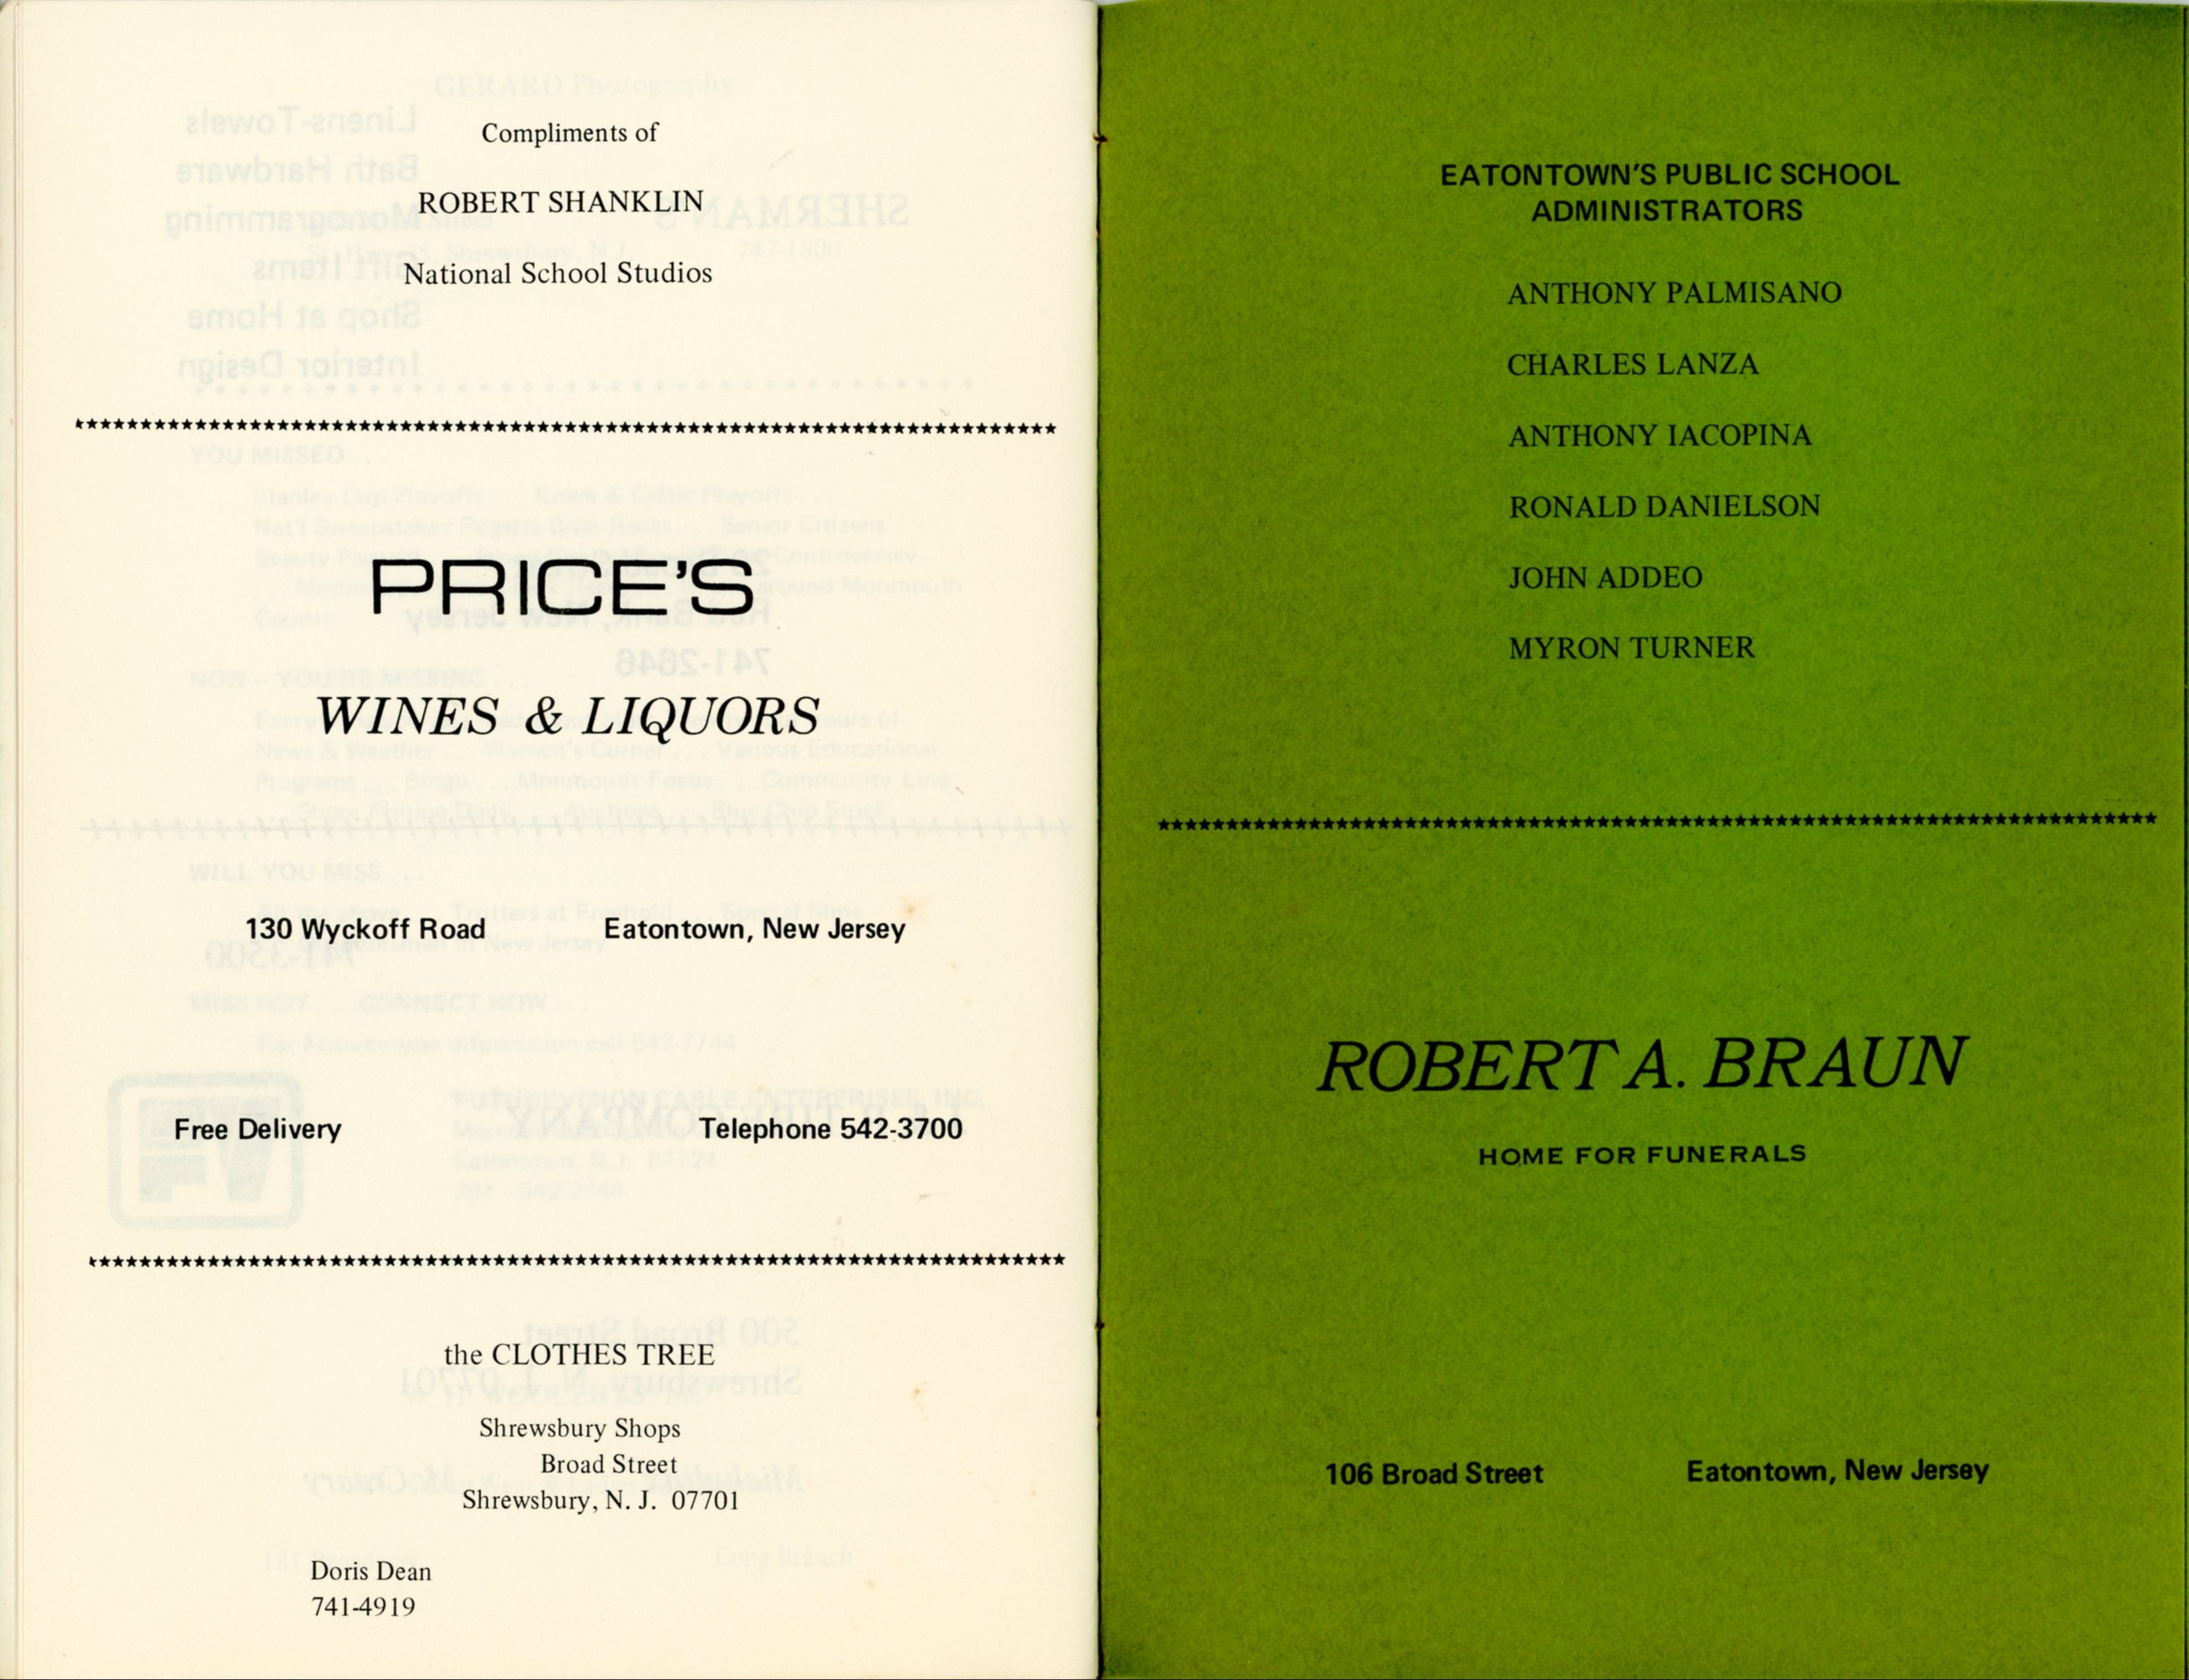 Compliments of
ROBERT SHANKLIN
National School Studios
PRICE'S
WINES & LIQUORS
130 Wyckoff Road Eatontown, New Jersey
Free Delivery Telephone 542-3700
the CLOTHES TREE
Shrewsbury Shops
Broad Street
Shrewsbury, N. J. 07701
Doris Dean
741-4919
EATONTOWN'S PUBLIC SCHOOL
ADMINISTRATORS
ANTHONY PALMISANO
CHARLES LANZA
ANTHONY IACOPINA
RONALD DANIELSON
JOHN ADDEO
MYRON TURNER
ROBERT A. BRAUN
HOME FOR FUNERALS
106 Broad Street Eatontown, New Jersey